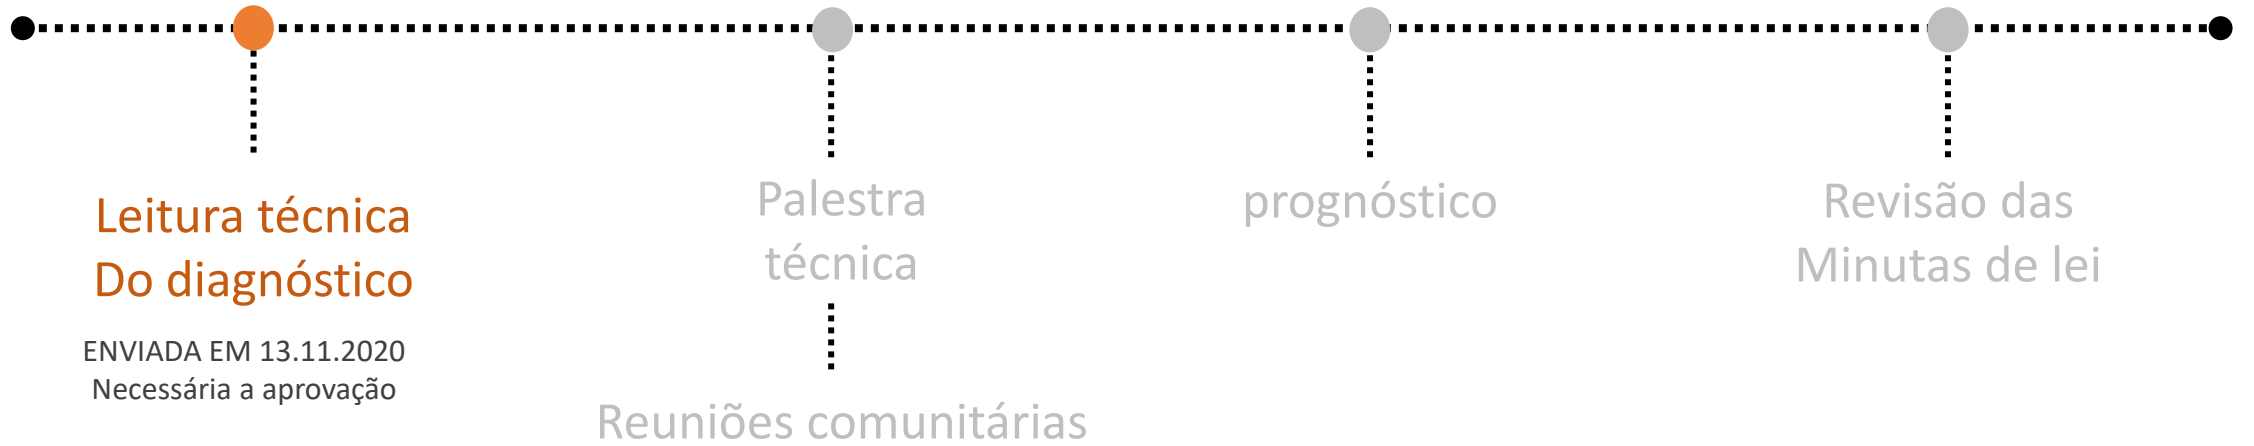 Leitura técnica
Do diagnóstico
ENVIADA EM 13.11.2020
Necessária a aprovação
Palestra
técnica
Reuniões comunitárias
prognóstico
Revisão das
Minutas de lei